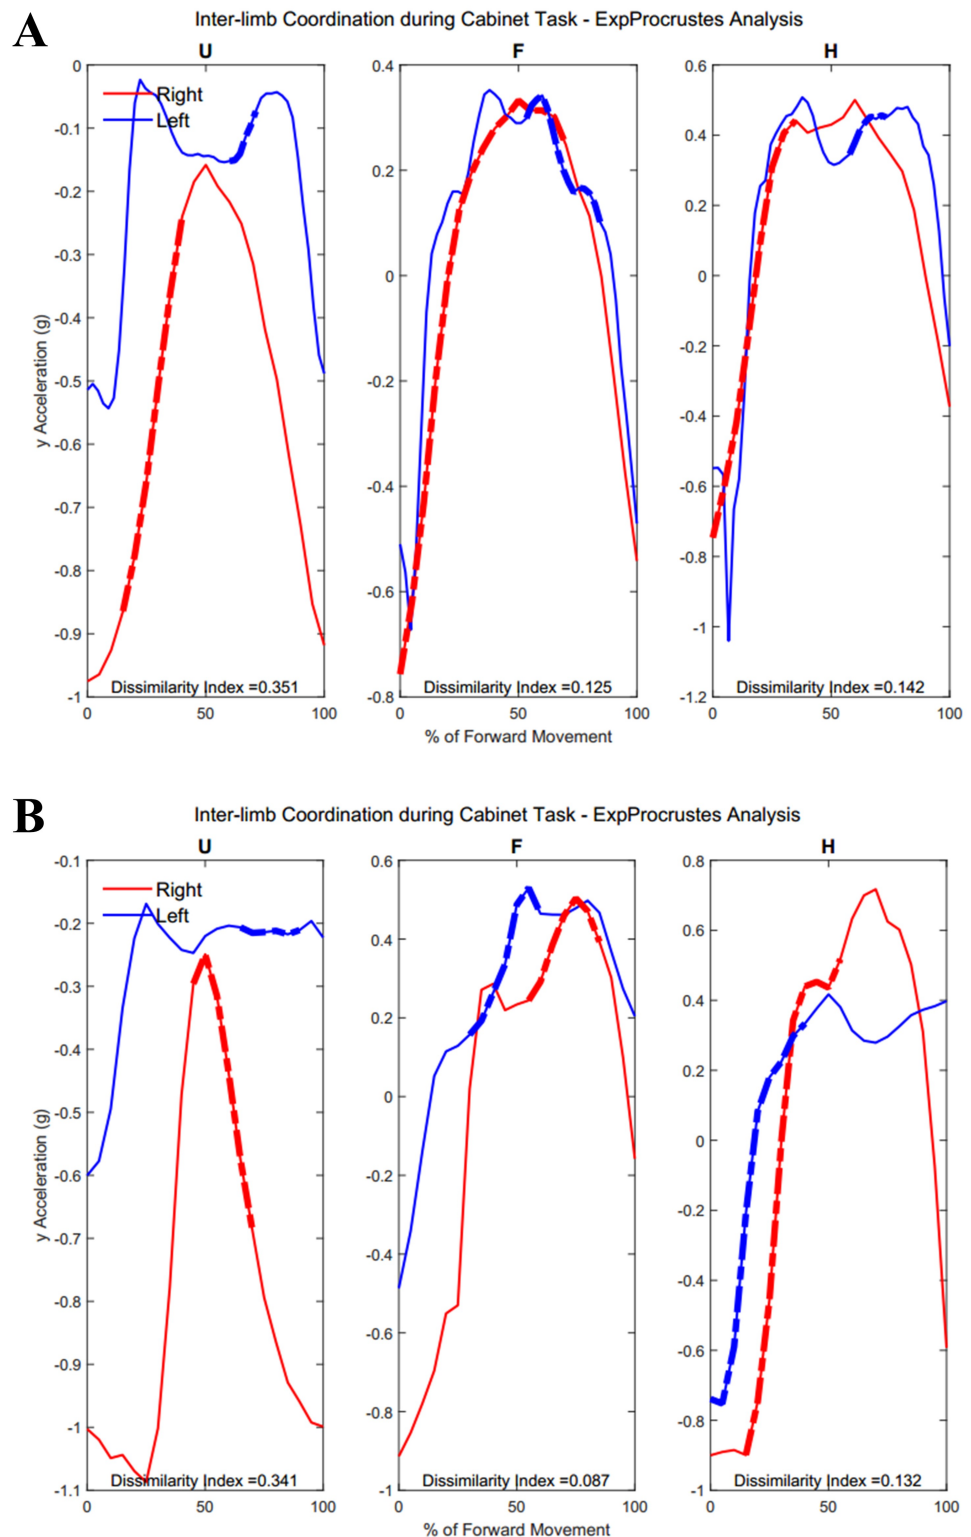 A
Inter-limb Coordination during Cabinet Task - ExpProcrustes Analysis
U
F
H
y Acceleration (g)
0
-0.1
-0.2
-0.3
-0.4
-0.5
-0.6
-0.7
-0.8
-0.9
-1
Right
Left
Dissimilarity Index =0.351
0 50 100
0.4
0.2
0
-0.2
-0.4
-0.6
-0.8
Dissimilarity Index =0.125
0 50 100
0.6
0.4
0.2
0
-0.2
-0.4
-0.6
-0.8
-1
-1.2
Dissimilarity Index =0.142
0 50 100
% of Forward Movement
B
Inter-limb Coordination during Cabinet Task - ExpProcrustes Analysis
U
F
H
y Acceleration (g)
-0.1
-0.2
-0.3
-0.4
-0.5
-0.6
-0.7
-0.8
-0.9
-1
-1.1
Right
Left
Dissimilarity Index =0.341
0 50 100
0.6
0.4
0.2
0
-0.2
-0.4
-0.6
-0.8
-1
Dissimilarity Index =0.087
0 50 100
0.8
0.6
0.4
0.2
0
-0.2
-0.4
-0.6
-0.8
-1
Dissimilarity Index =0.132
0 50 100
% of Forward Movement